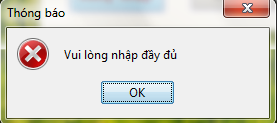 Thông báo
Vui lòng nhập đầy đủ
OK